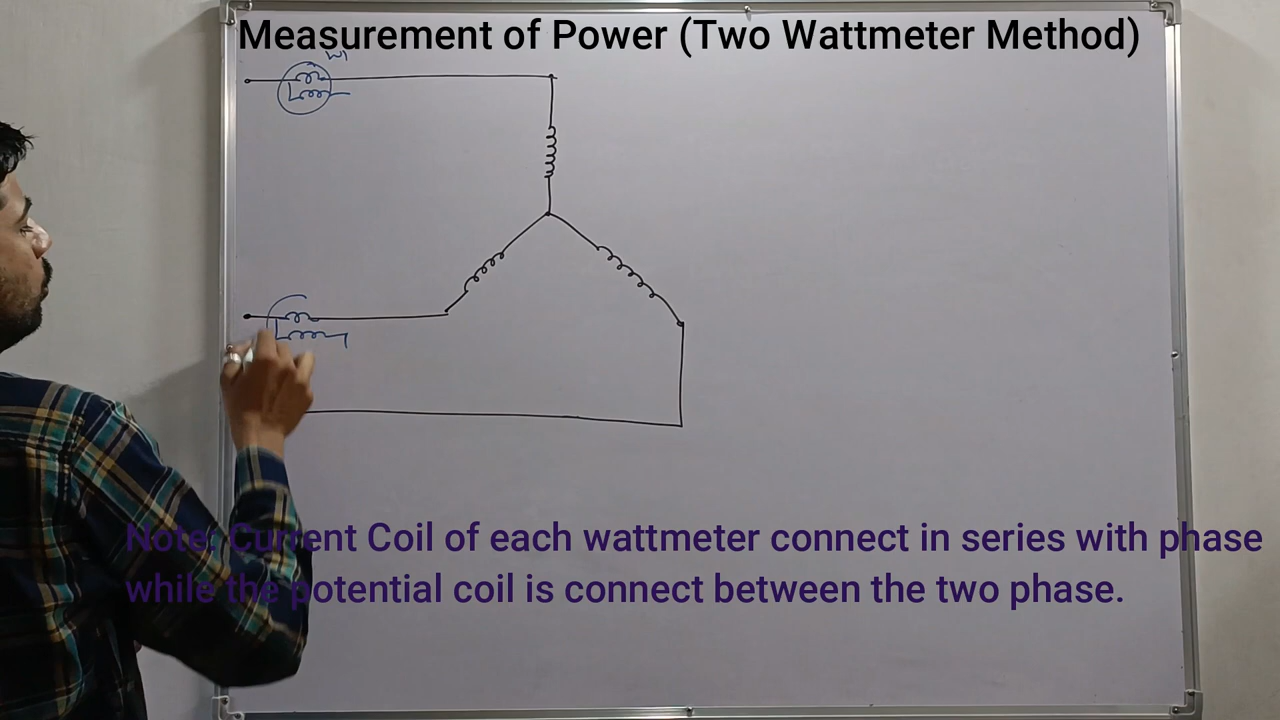 Measurement of Power (Two Wattmeter Method)
W1
Note: Current Coil of each wattmeter connect in series with phase
while the potential coil is connect between the two phase.